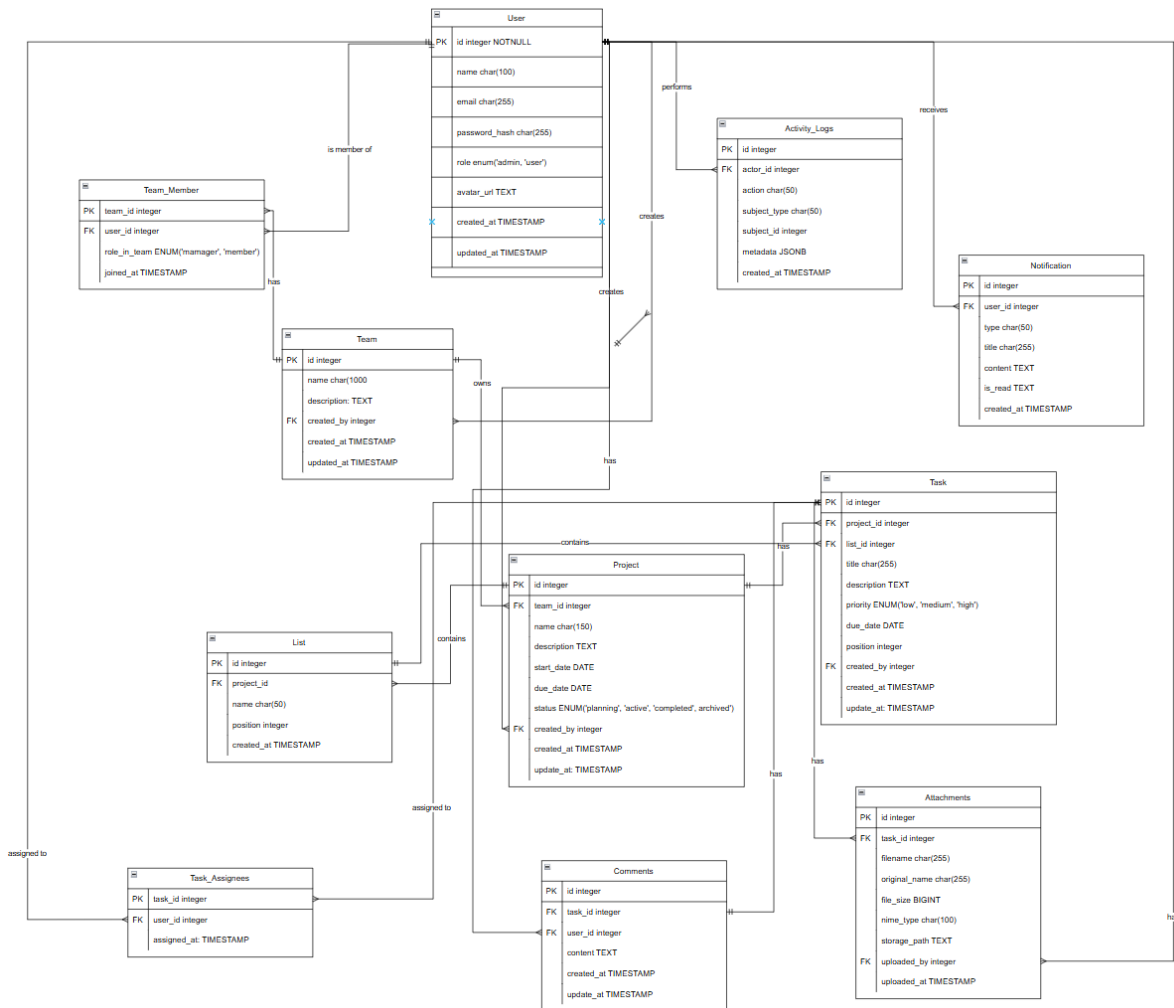 User
PK id integer NOTNULL
name char(100)
email char(255)
password_hash char(255)
role enum('admin, 'user')
avatar_url TEXT
created_at TIMESTAMP
updated_at TIMESTAMP
performs
receives
is member of
creates
creates
has
Activity_Logs
PK id integer
FK actor_id integer
action char(50)
subject_type char(50)
subject_id integer
metadata JSONB
created_at TIMESTAMP
Team_Member
PK team_id integer
FK user_id integer
role_in_team ENUM('mamager', 'member')
joined_at TIMESTAMP
has
Notification
PK id integer
FK user_id integer
type char(50)
title char(255)
content TEXT
is_read TEXT
created_at TIMESTAMP
Team
PK id integer
name char(1000
description: TEXT
FK created_by integer
created_at TIMESTAMP
updated_at TIMESTAMP
owns
Task
PK id integer
FK project_id integer
FK list_id integer
title char(255)
description TEXT
priority ENUM('low', 'medium', 'high')
due_date DATE
position integer
FK created_by integer
created_at TIMESTAMP
update_at: TIMESTAMP
contains
has
Project
PK id integer
FK team_id integer
name char(150)
description TEXT
start_date DATE
due_date DATE
status ENUM('planning', 'active', 'completed', archived')
FK created_by integer
created_at TIMESTAMP
update_at: TIMESTAMP
contains
List
PK id integer
FK project_id
name char(50)
position integer
created_at TIMESTAMP
has
has
assigned to
assigned to
Attachments
PK id integer
FK task_id integer
filename char(255)
original_name char(255)
file_size BIGINT
nime_type char(100)
storage_path TEXT
FK uploaded_by integer
uploaded_at TIMESTAMP
Task_Assignees
PK task_id integer
FK user_id integer
assigned_at: TIMESTAMP
Comments
PK id integer
FK task_id integer
FK user_id integer
content TEXT
created_at TIMESTAMP
update_at TIMESTAMP